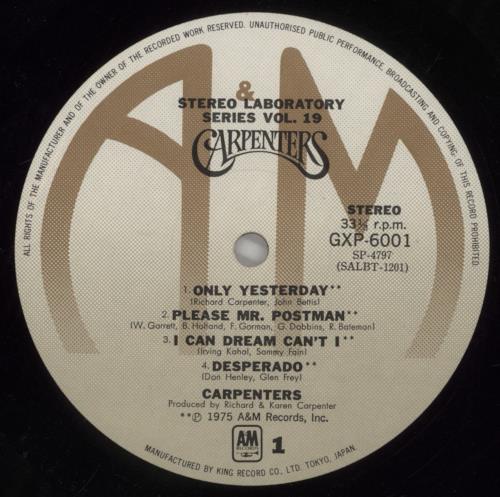 ALL RIGHTS OF THE MANUFACTURER AND OF THE OWNER OF THE RECORDED WORK RESERVED. UNAUTHORISED PUBLIC PERFORMANCE, BROADCASTING AND COPYING OF THIS RECORD PROHIBITED.
A & M
STEREO LABORATORY
SERIES VOL. 19
CARPENTERS
STEREO
33⅓ r.p.m.
GXP-6001
SP-4797
(SALBT-1201)
1. ONLY YESTERDAY**
(Richard Carpenter, John Bettis)
2. PLEASE MR. POSTMAN**
(W. Garrett, B. Holland, F. Gorman, G. Dobbins, R. Bateman)
3. I CAN DREAM CAN'T I**
(Irving Kahal, Sammy Fain)
4. DESPERADO**
(Don Henley, Glen Frey)
CARPENTERS
Produced by Richard & Karen Carpenter
**℗ 1975 A&M Records, Inc.
A&M
RECORDS
1
MANUFACTURED BY KING RECORD CO., LTD. TOKYO, JAPAN.